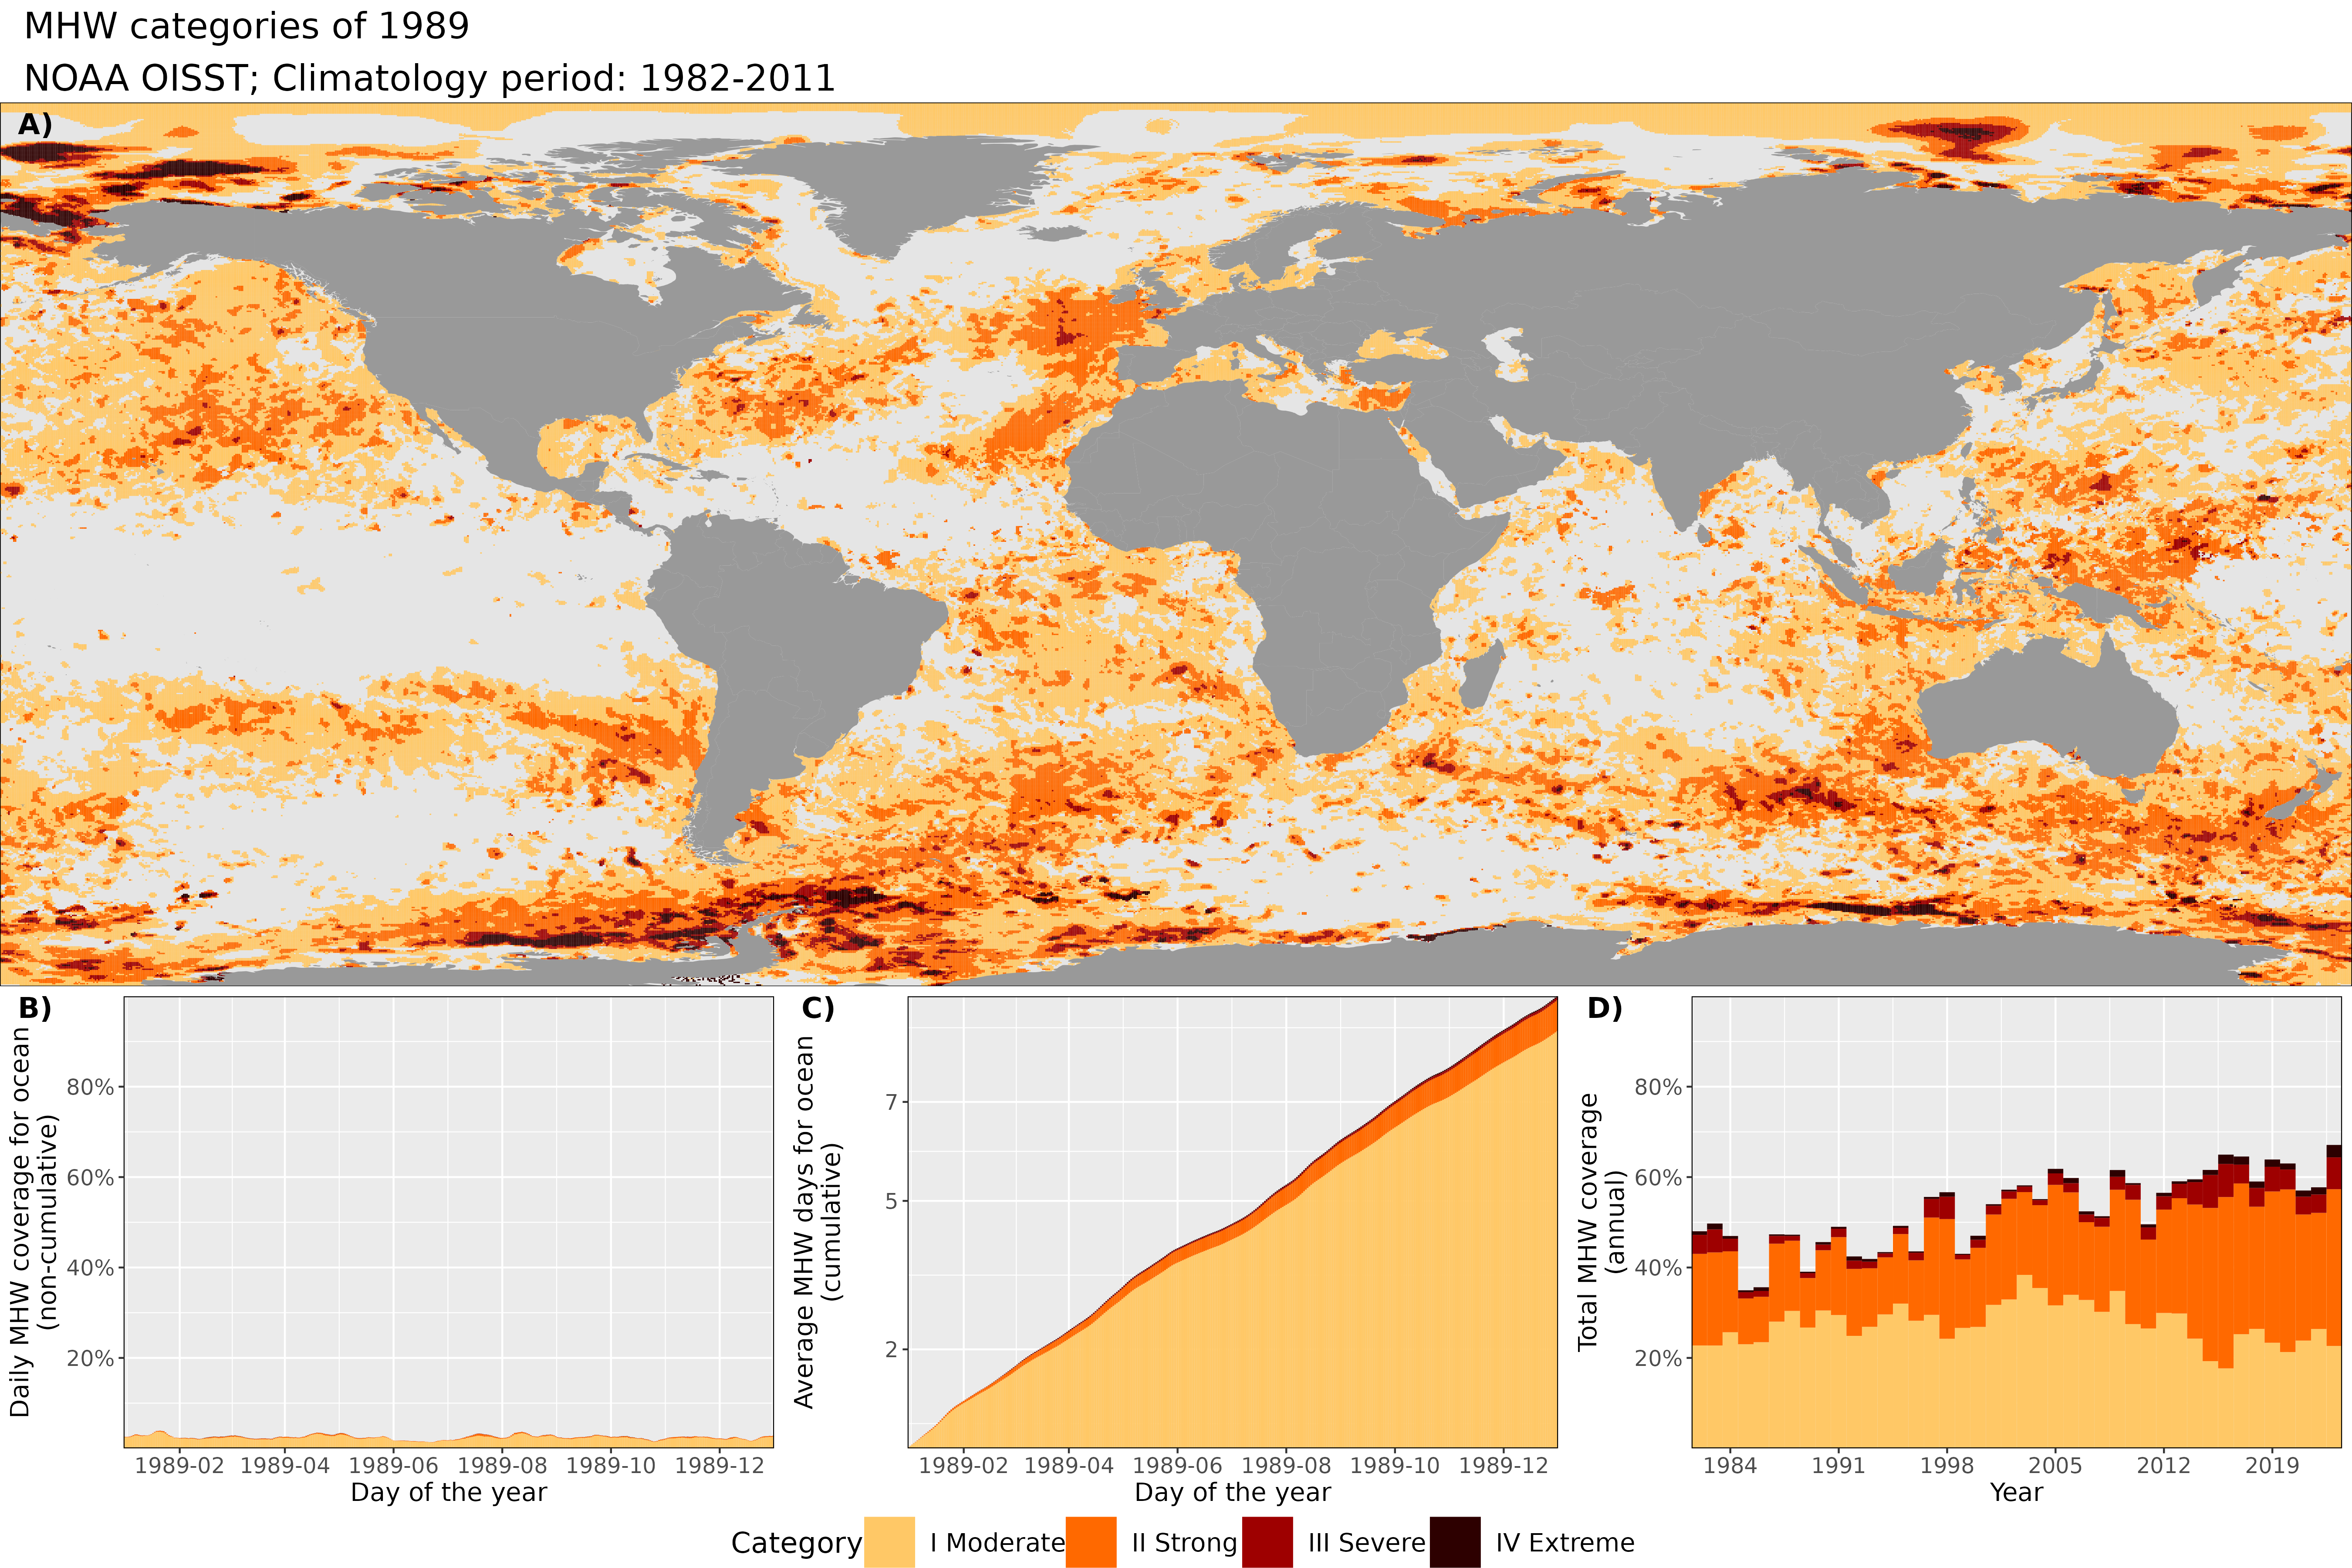 MHW categories of 1989
NOAA OISST; Climatology period: 1982-2011
A)
B)
Daily MHW coverage for ocean
(non-cumulative)
80%
60%
40%
20%
1989-02 1989-04 1989-06 1989-08 1989-10 1989-12
Day of the year
C)
Average MHW days for ocean
(cumulative)
7
5
2
1989-02 1989-04 1989-06 1989-08 1989-10 1989-12
Day of the year
D)
Total MHW coverage
(annual)
80%
60%
40%
20%
1984 1991 1998 2005 2012 2019
Year
Category I Moderate II Strong III Severe IV Extreme